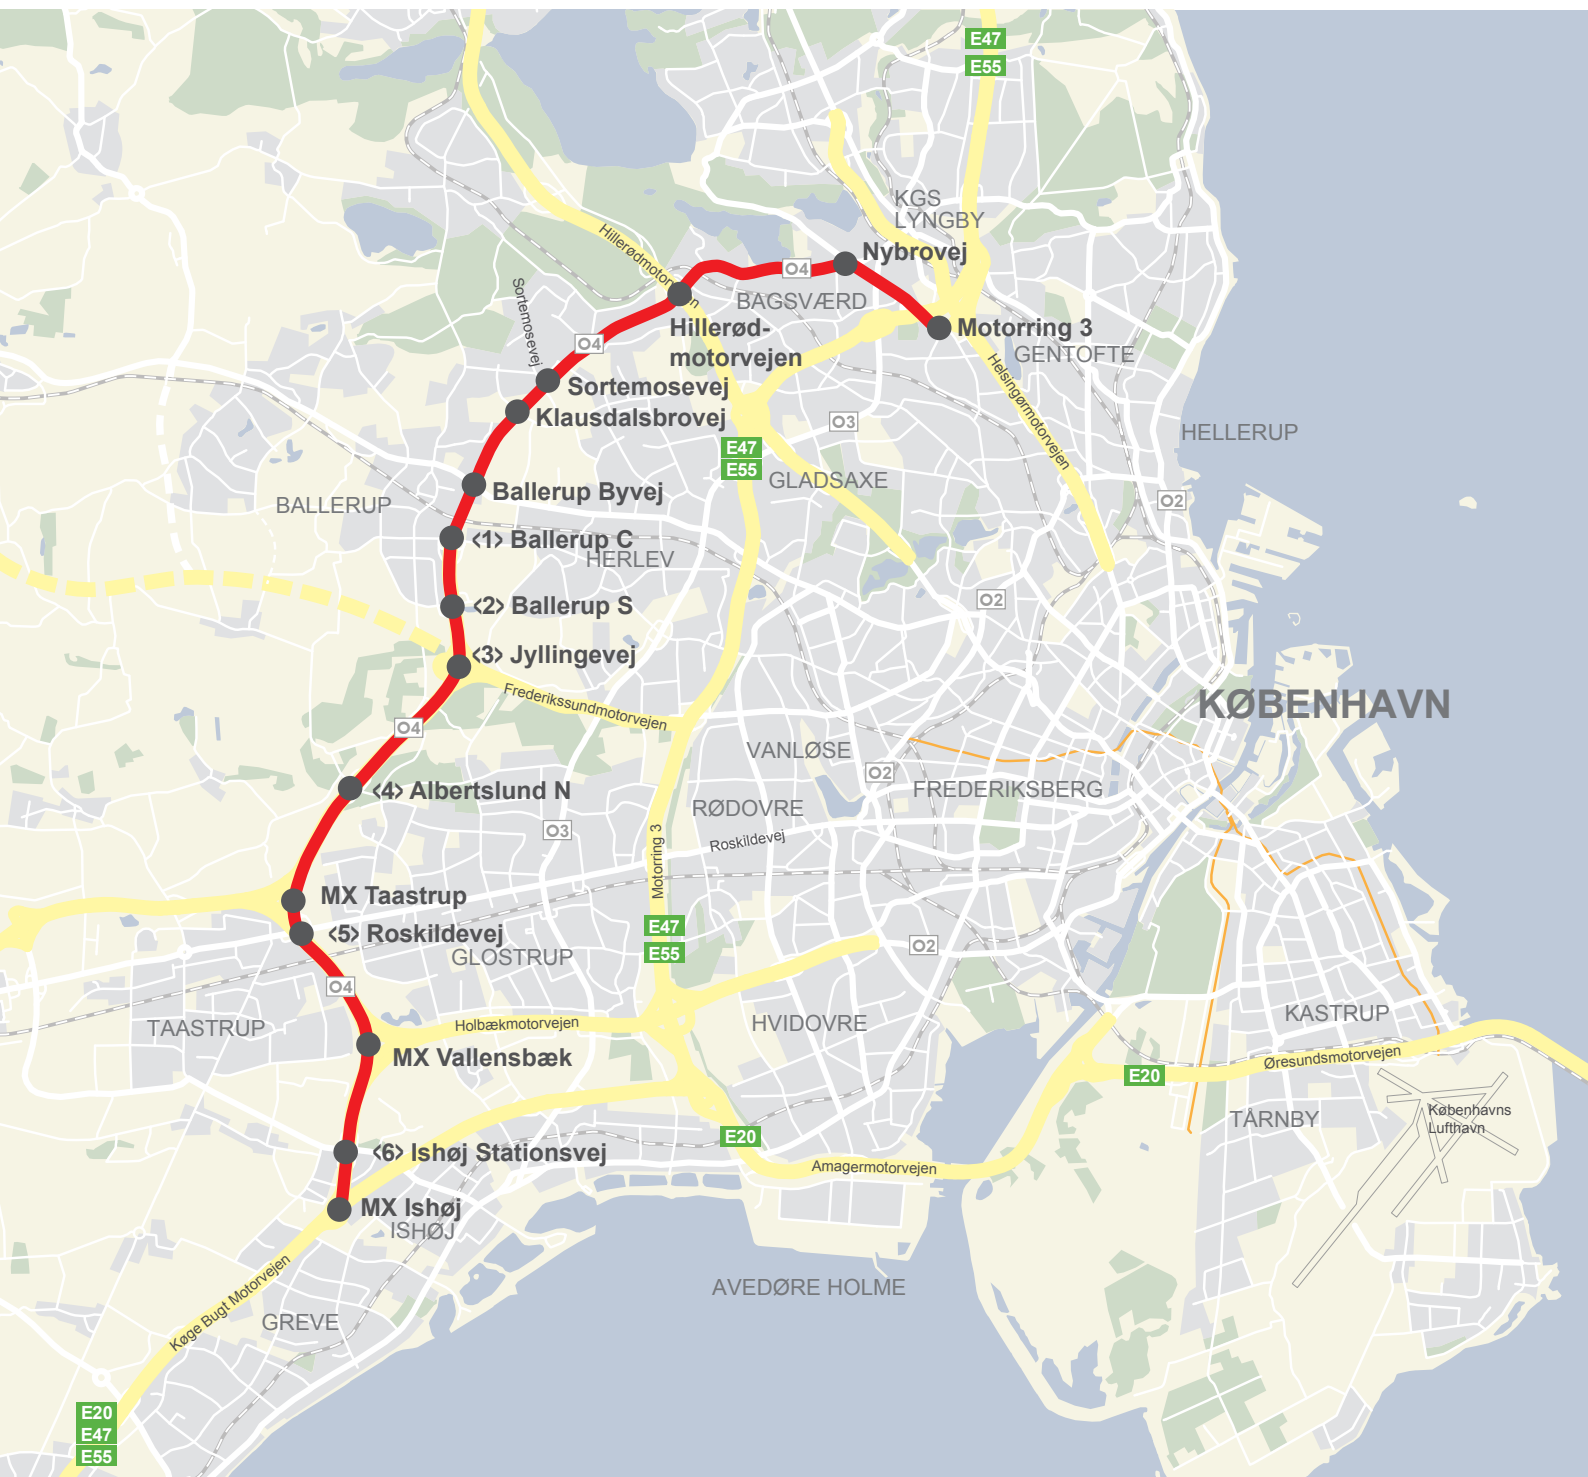 E47
E55
KGS
LYNGBY
Hillerødmotorvejen
Nybrovej
O4
BAGSVÆRD
Sortemosevej
Hillerød-
motorvejen
Motorring 3
GENTOFTE
O4
Sortemosevej
Klausdalsbrovej
Helsingørmotorvejen
O3
HELLERUP
E47
E55
GLADSAXE
BALLERUP
Ballerup Byvej
O2
‹1› Ballerup C
HERLEV
‹2› Ballerup S
O2
‹3› Jyllingevej
Frederikssundmotorvejen
KØBENHAVN
O4
VANLØSE
O2
‹4› Albertslund N
FREDERIKSBERG
RØDOVRE
O3
Roskildevej
Motorring 3
MX Taastrup
‹5› Roskildevej
GLOSTRUP
E47
E55
O2
O4
TAASTRUP
Holbækmotorvejen
HVIDOVRE
KASTRUP
MX Vallensbæk
Øresundsmotorvejen
E20
TÅRNBY
Københavns
Lufthavn
E20
‹6› Ishøj Stationsvej
Amagermotorvejen
MX Ishøj
ISHØJ
AVEDØRE HOLME
Køge Bugt Motorvejen
GREVE
E20
E47
E55